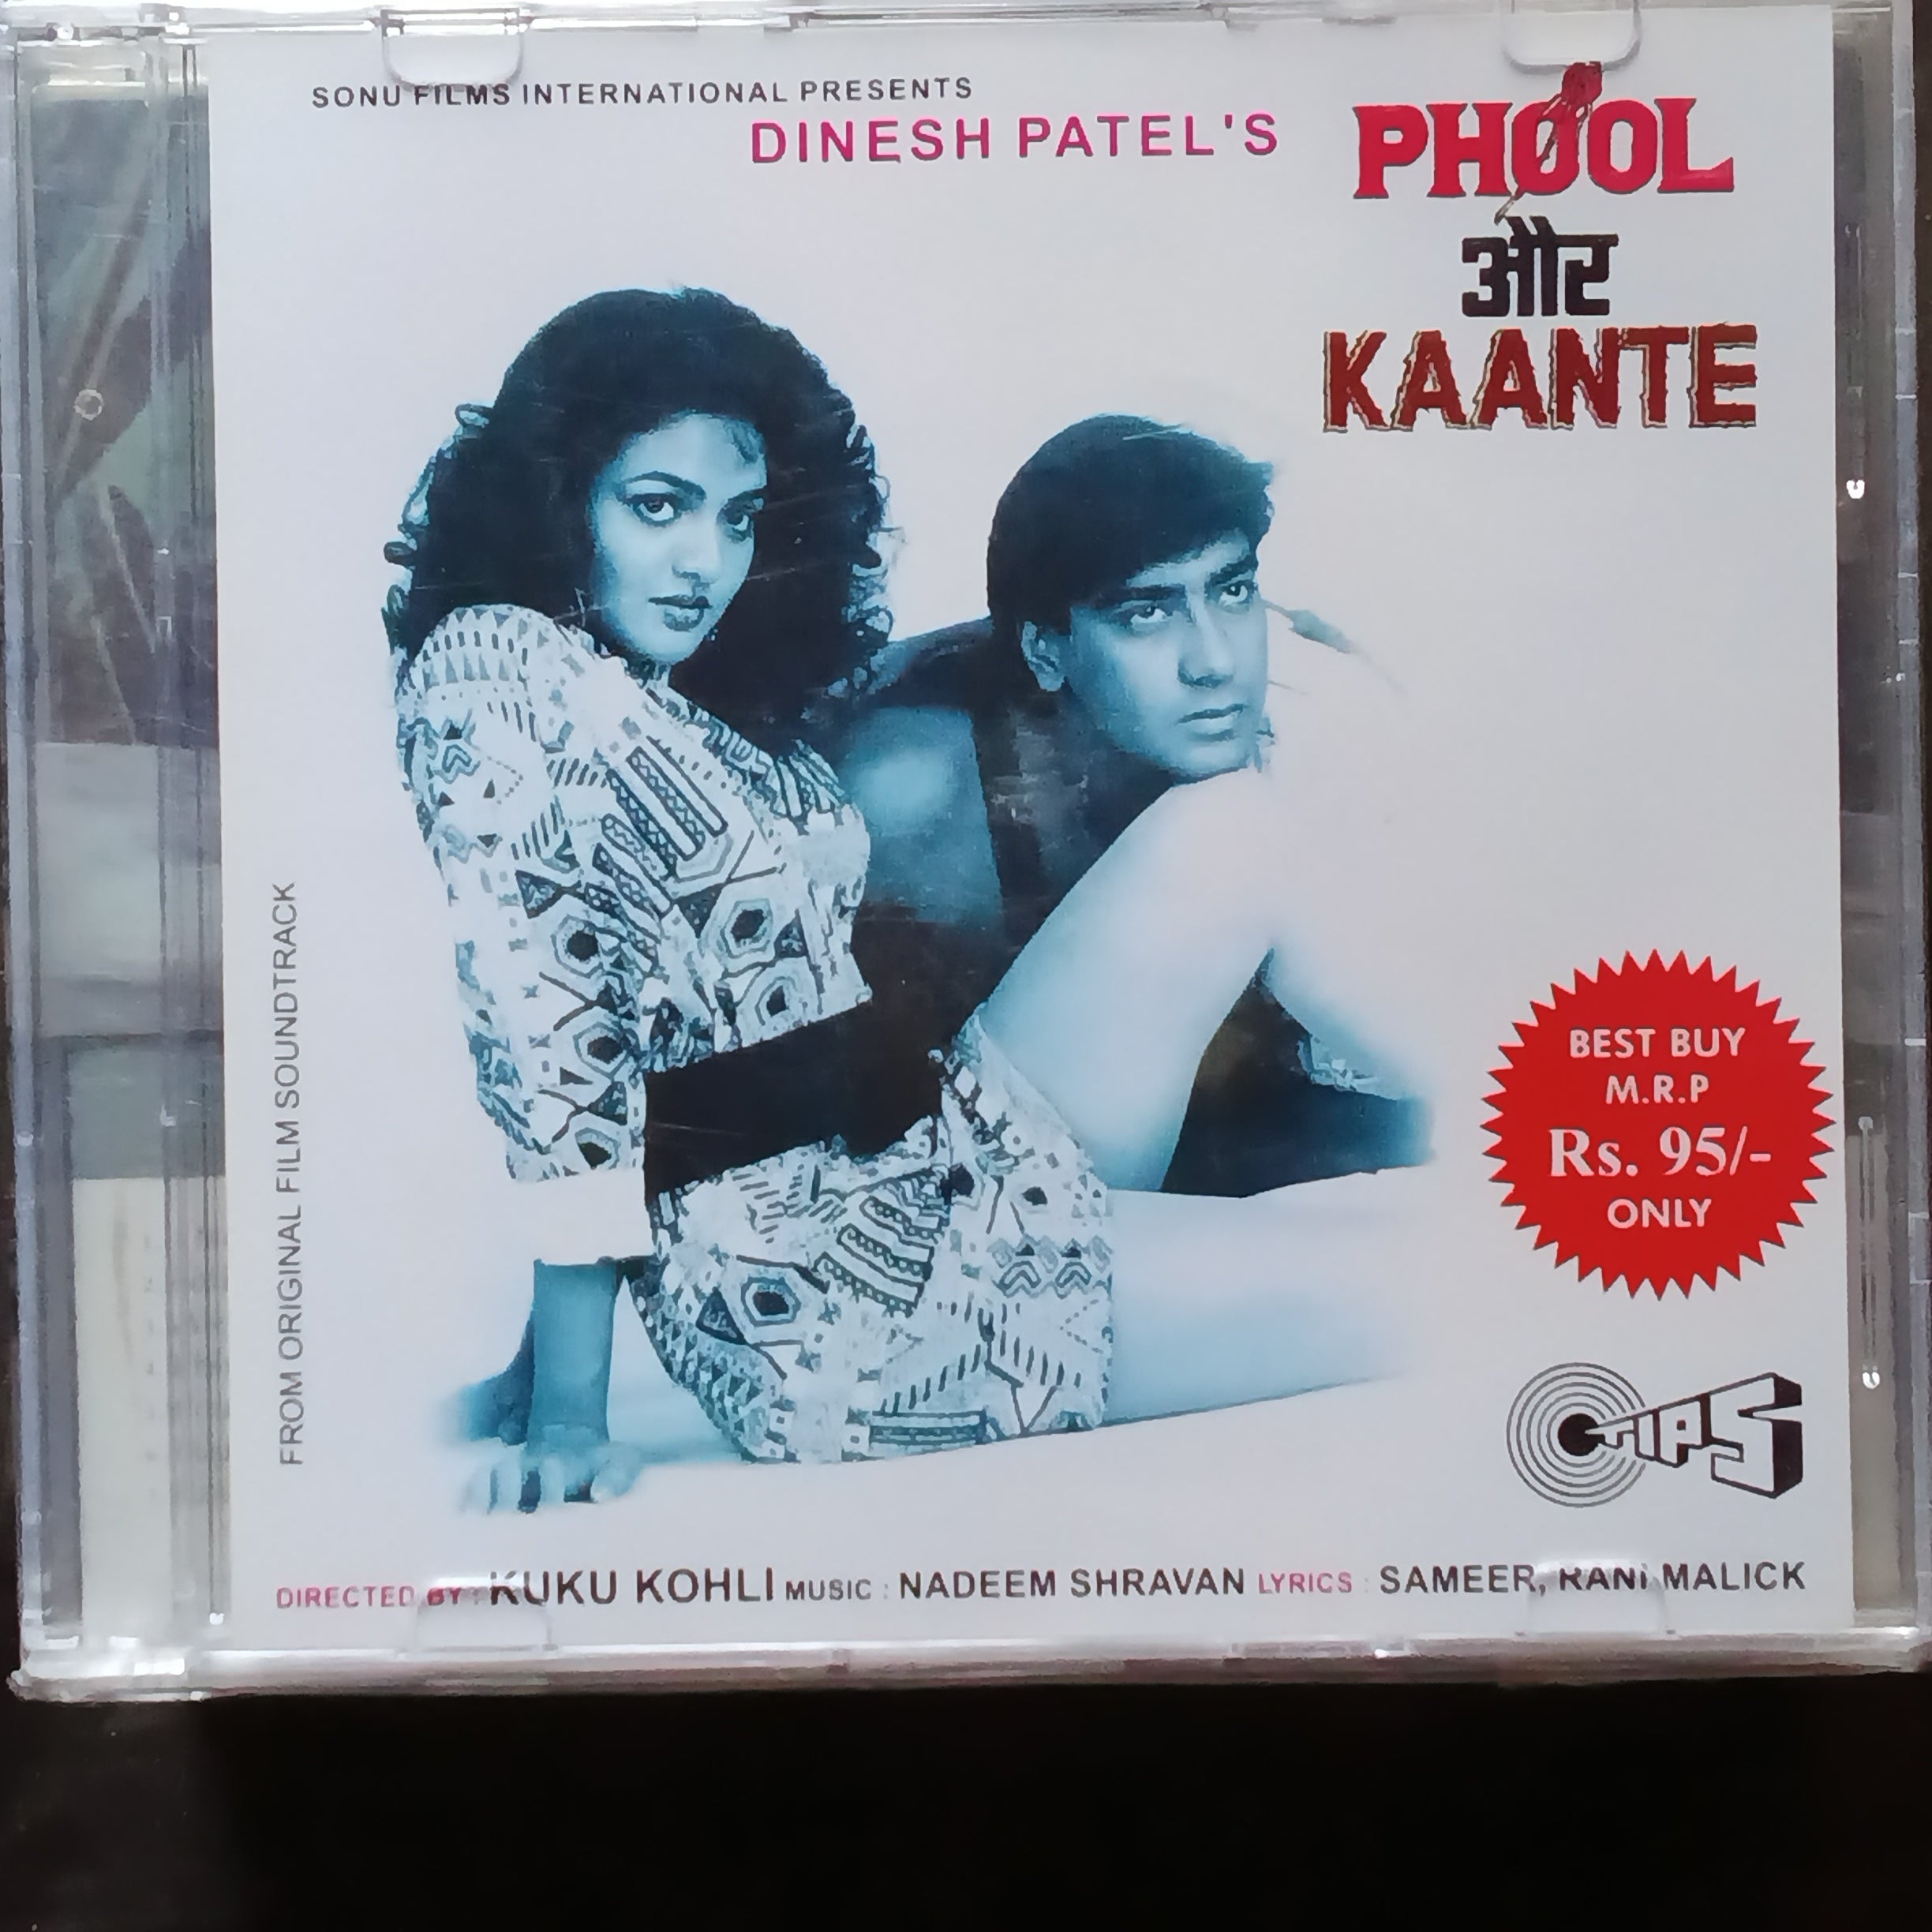 SONU FILMS INTERNATIONAL PRESENTS
DINESH PATEL'S
PHOOL
और
KAANTE
FROM ORIGINAL FILM SOUNDTRACK
BEST BUY
M.R.P
Rs. 95/-
ONLY
TIPS
DIRECTED BY : KUKU KOHLI MUSIC : NADEEM SHRAVAN LYRICS : SAMEER, RANI MALICK